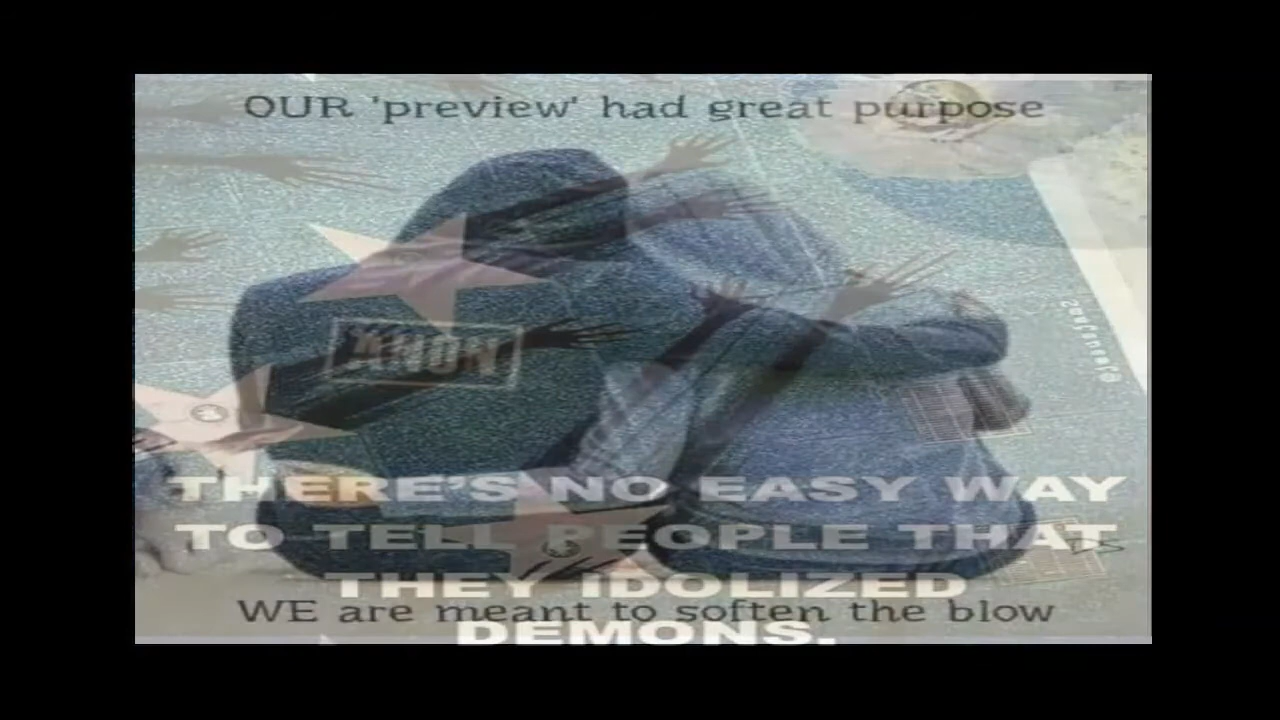 OUR 'preview' had great purpose
ANON
THERE'S NO EASY WAY
TO TELL PEOPLE THAT
THEY IDOLIZED
WE are meant to soften the blow
DEMONS.